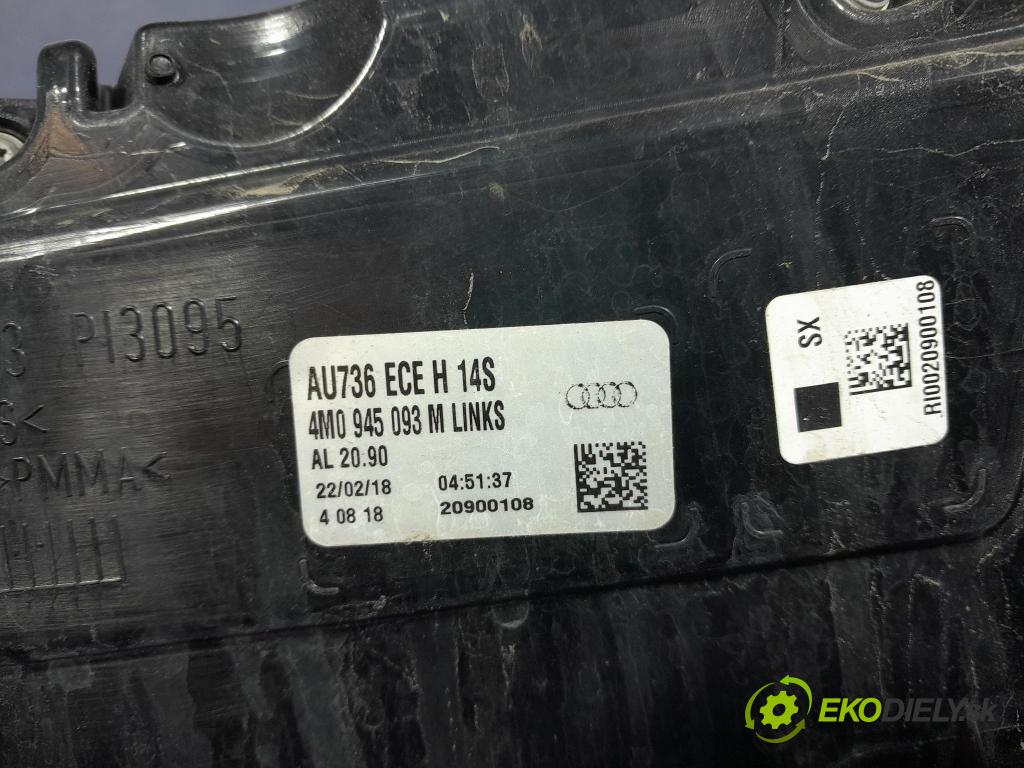 3 PI3095
S<
>PMMA<
AU736 ECE H 14S
4M0 945 093 M LINKS
AL 20.90
22/02/18 04:51:37
4 08 18 20900108
SX
RI0020900108
EKODIELY.sk